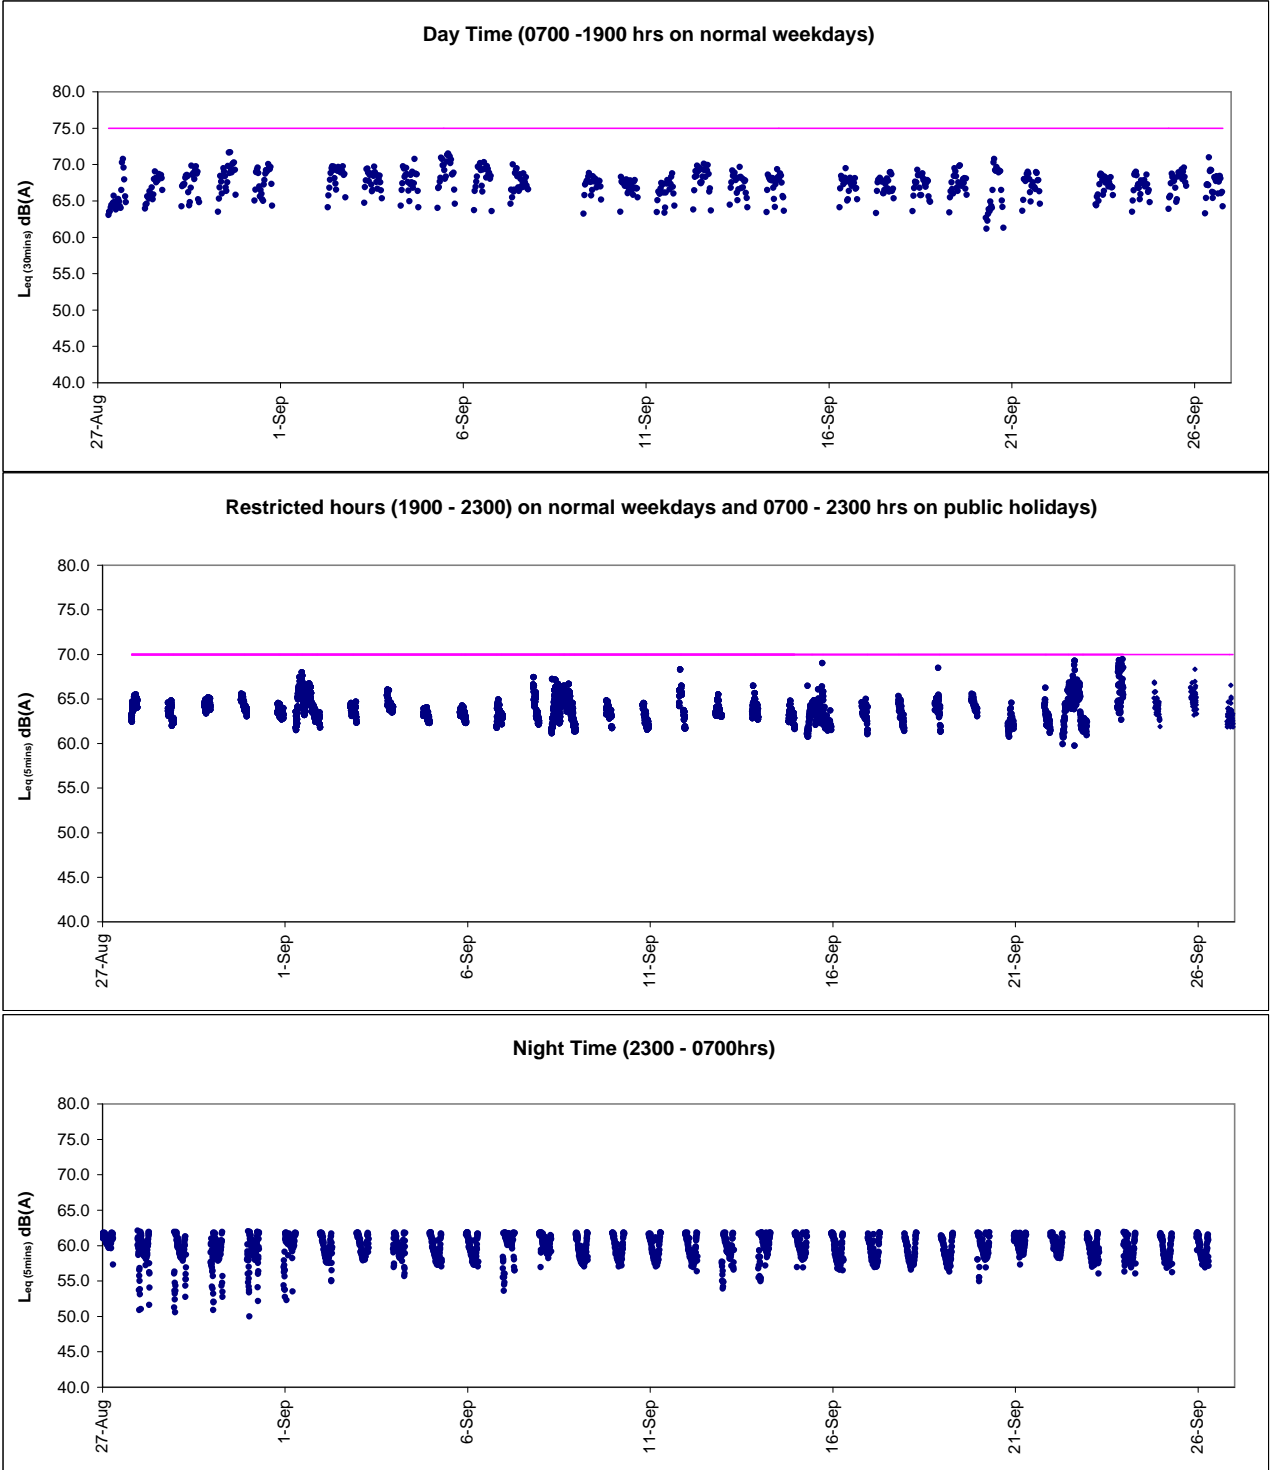 Day Time (0700 -1900 hrs on normal weekdays)
80.0
75.0
70.0
65.0
60.0
55.0
50.0
45.0
40.0
Leq (30mins) dB(A)
27-Aug
1-Sep
6-Sep
11-Sep
16-Sep
21-Sep
26-Sep
Restricted hours (1900 - 2300) on normal weekdays and 0700 - 2300 hrs on public holidays)
80.0
75.0
70.0
65.0
60.0
55.0
50.0
45.0
40.0
Leq (5mins) dB(A)
27-Aug
1-Sep
6-Sep
11-Sep
16-Sep
21-Sep
26-Sep
Night Time (2300 - 0700hrs)
80.0
75.0
70.0
65.0
60.0
55.0
50.0
45.0
40.0
Leq (5mins) dB(A)
27-Aug
1-Sep
6-Sep
11-Sep
16-Sep
21-Sep
26-Sep